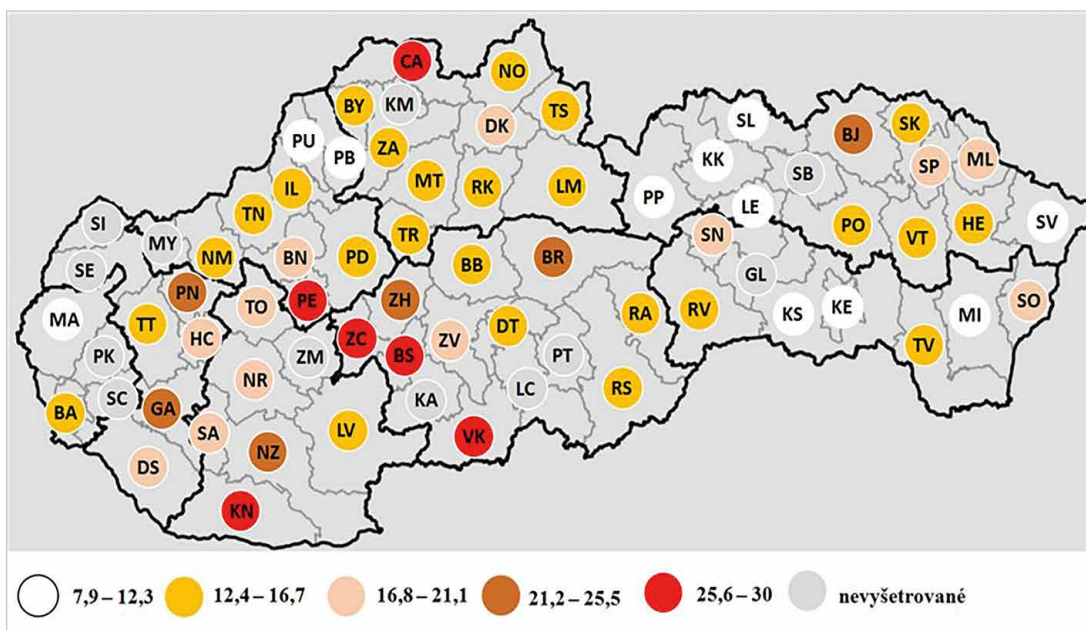 CA NO
BY KM TS
SL
DK BJ SK
PU ZA
PB KK SP ML
MT RK LM SB
IL PP
TN LE
SI SV
MY TR SN PO VT HE
NM BN PD BB BR
SE GL
PN PE ZH
TO SO
MA TT RA RV KS KE MI
HC ZC DT
ZV TV
PK ZM BS PT
NR
SC KA LC RS
BA GA
SA LV VK
DS NZ
KN
7,9 – 12,3 12,4 – 16,7 16,8 – 21,1 21,2 – 25,5 25,6 – 30 nevyšetrované